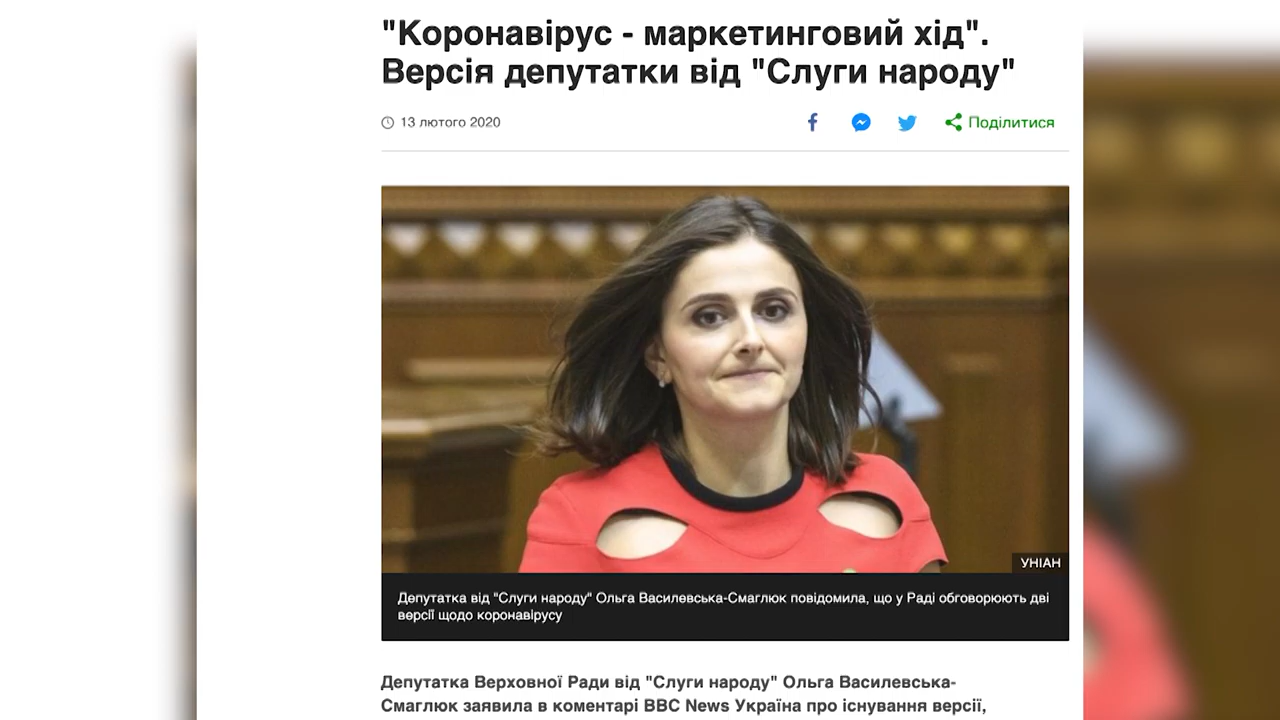 "Коронавірус - маркетинговий хід".
Версія депутатки від "Слуги народу"
13 лютого 2020
Поділитися
УНІАН
Депутатка від "Слуги народу" Ольга Василевська-Смаглюк повідомила, що у Раді обговорюють дві
версії щодо коронавірусу
Депутатка Верховної Ради від "Слуги народу" Ольга Василевська-
Смаглюк заявила в коментарі BBC News Україна про існування версії,